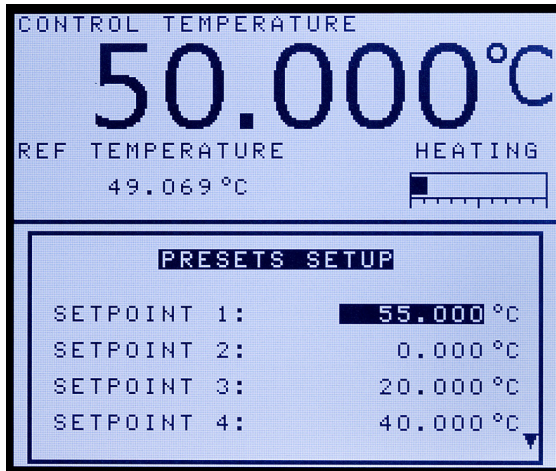 CONTROL TEMPERATURE
50.000°C
REF TEMPERATURE HEATING
49.069°C
PRESETS SETUP
SETPOINT 1: 55.000°C
SETPOINT 2: 0.000°C
SETPOINT 3: 20.000°C
SETPOINT 4: 40.000°C